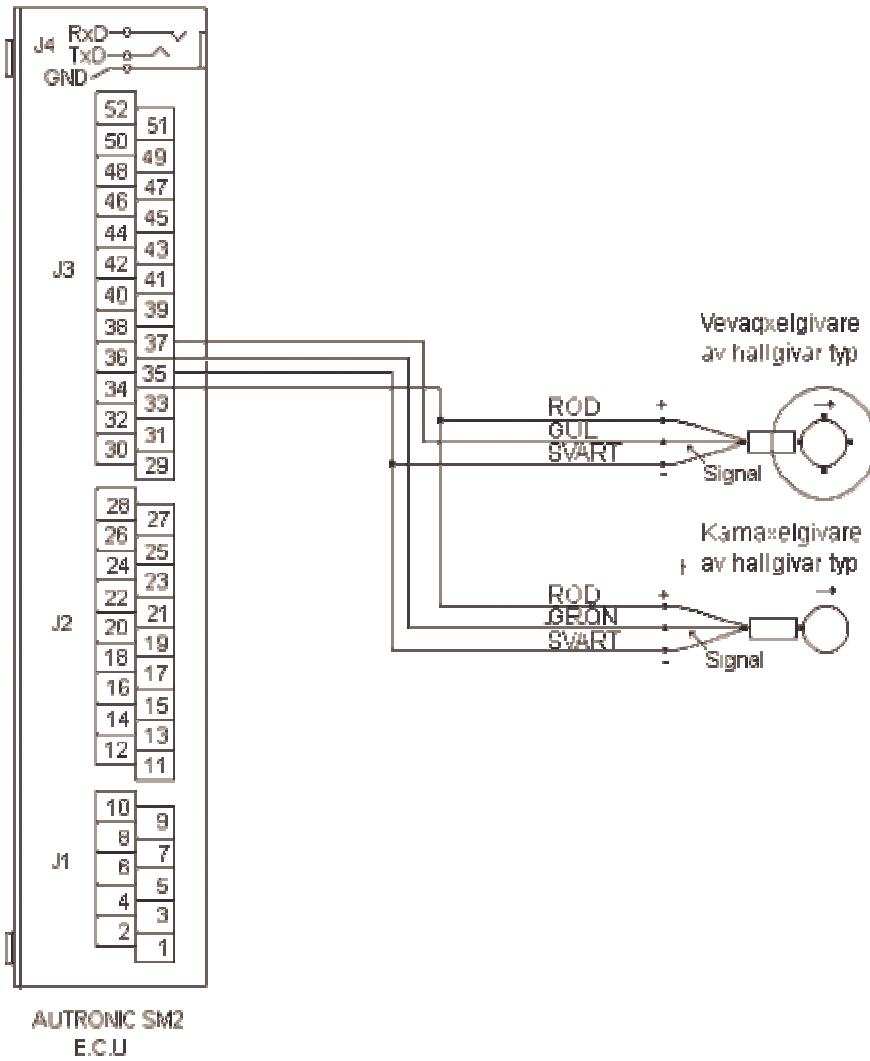 J4
RxD
TxD
GND
52
51
50
49
48
47
46
45
44
43
J3
42
41
40
39
38
37
36
35
34
33
32
31
30
29
28
27
26
25
24
23
22
21
J2
20
19
18
17
16
15
14
13
12
11
10
9
8
7
J1
6
5
4
3
2
1
AUTRONIC SM2
E.C.U
Vevaqxelgivare
av hallgivar typ
ROD +
GUL
SVART -
Signal
Kamaxelgivare
av hallgivar typ
ROD +
GRÖN
SVART -
Signal